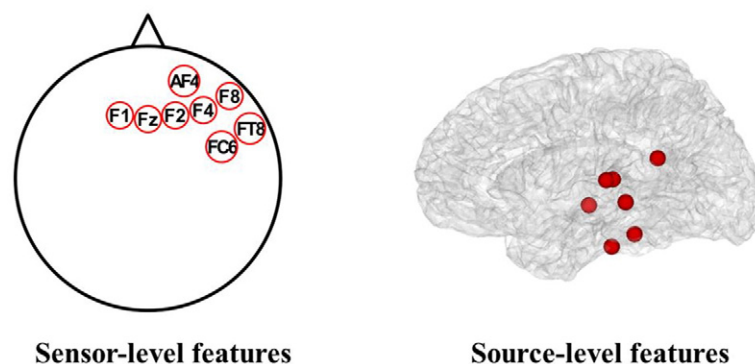 AF4
F8
F1 Fz F2 F4
FT8
FC6
Sensor-level features
Source-level features